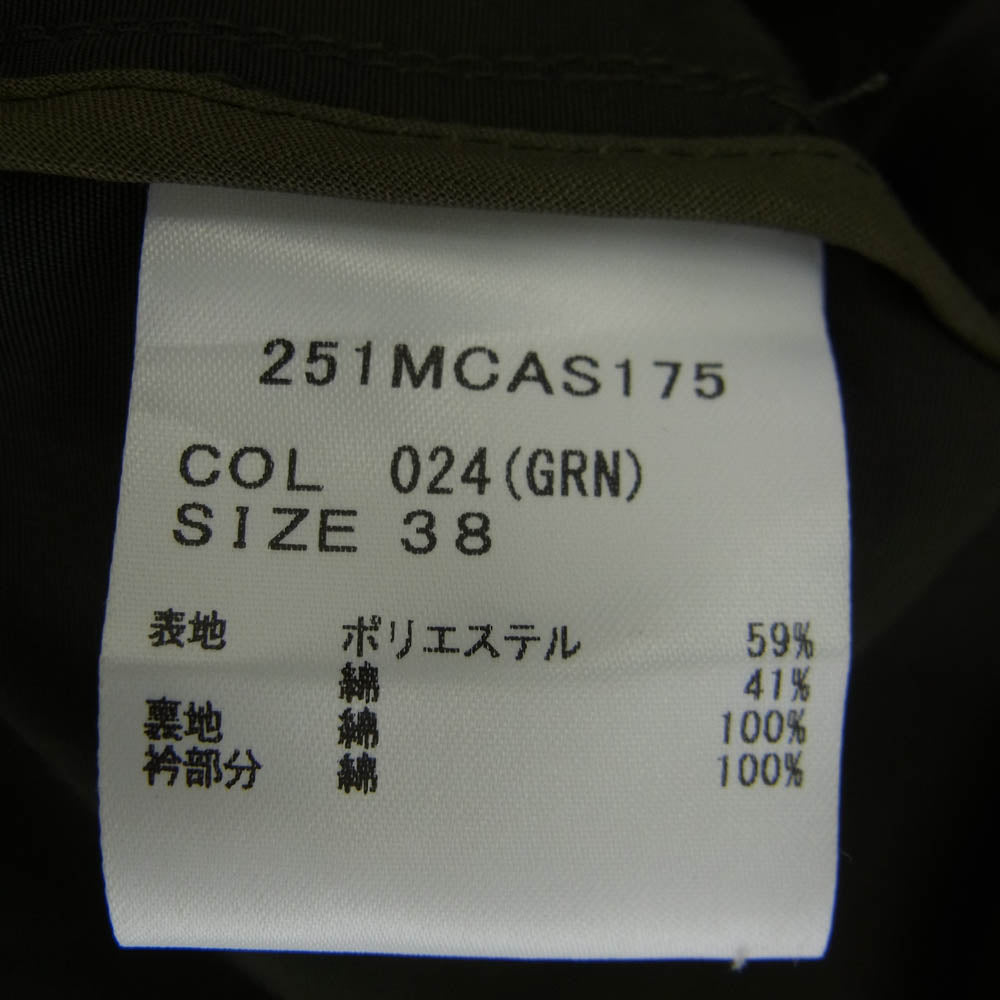 251MCAS175
COL 024(GRN)
SIZE 38
表地 ポリエステル 59%
綿 41%
裏地 綿 100%
衿部分 綿 100%